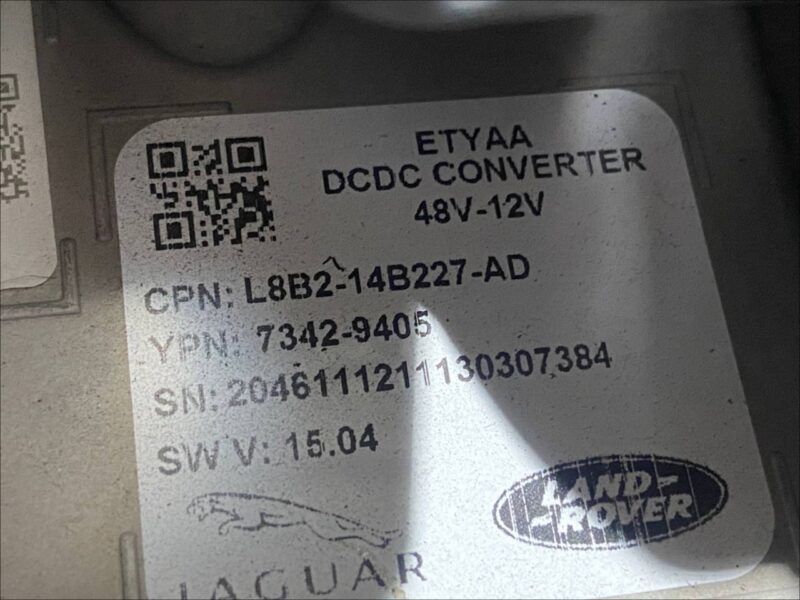 ETYAA
DCDC CONVERTER
48V-12V
CPN: L8B2-14B227-AD
YPN: 7342-9405
SN: 2046111211130307384
SW V: 15.04
LAND-
-ROVER
JAGUAR